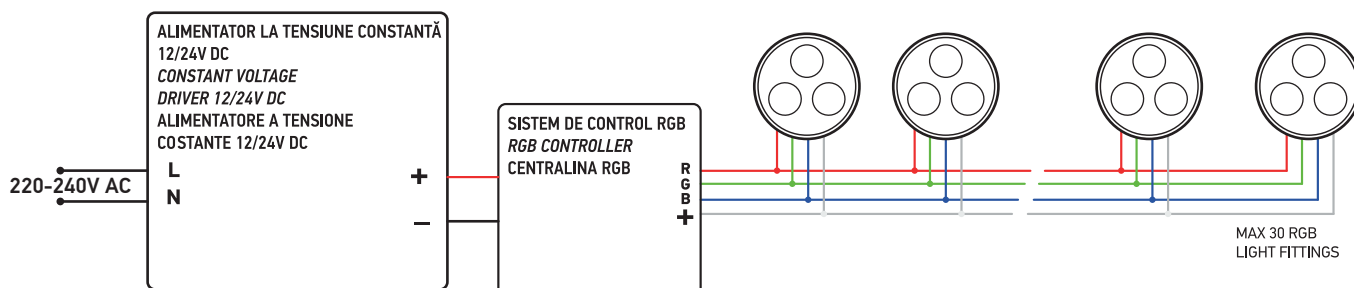 ALIMENTATOR LA TENSIUNE CONSTANTĂ
12/24V DC
CONSTANT VOLTAGE
DRIVER 12/24V DC
ALIMENTATORE A TENSIONE
COSTANTE 12/24V DC
220-240V AC
L
N
+
–
SISTEM DE CONTROL RGB
RGB CONTROLLER
CENTRALINA RGB
R
G
B
+
MAX 30 RGB
LIGHT FITTINGS